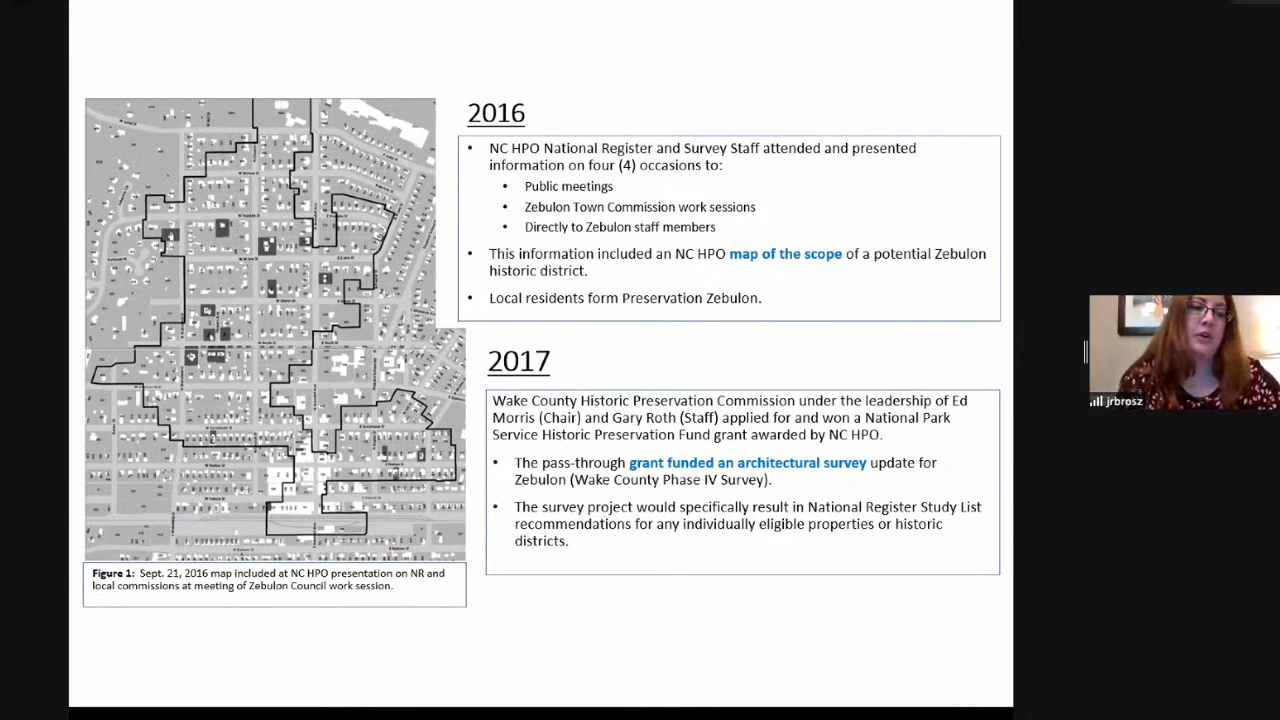 2016
• NC HPO National Register and Survey Staff attended and presented
information on four (4) occasions to:
• Public meetings
• Zebulon Town Commission work sessions
• Directly to Zebulon staff members
• This information included an NC HPO map of the scope of a potential Zebulon
historic district.
• Local residents form Preservation Zebulon.
2017
Wake County Historic Preservation Commission under the leadership of Ed
Morris (Chair) and Gary Roth (Staff) applied for and won a National Park
Service Historic Preservation Fund grant awarded by NC HPO.
• The pass-through grant funded an architectural survey update for
Zebulon (Wake County Phase IV Survey).
• The survey project would specifically result in National Register Study List
recommendations for any individually eligible properties or historic
districts.
Figure 1: Sept. 21, 2016 map included at NC HPO presentation on NR and
local commissions at meeting of Zebulon Council work session.
jrbrosz